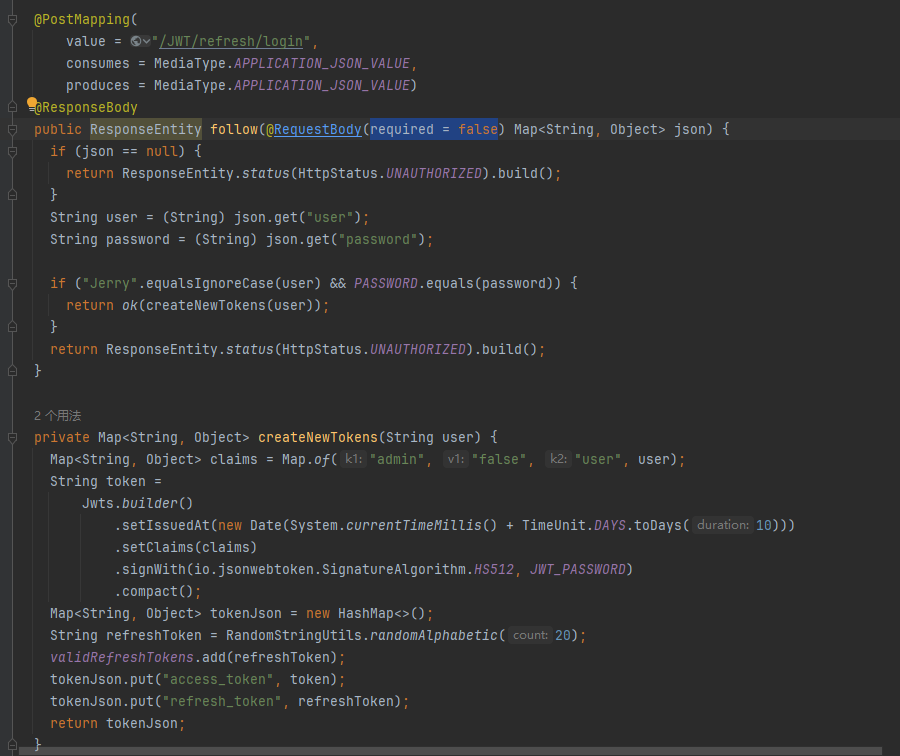 @PostMapping(
    value = "/JWT/refresh/login",
    consumes = MediaType.APPLICATION_JSON_VALUE,
    produces = MediaType.APPLICATION_JSON_VALUE)
@ResponseBody
public ResponseEntity follow(@RequestBody(required = false) Map<String, Object> json) {
  if (json == null) {
    return ResponseEntity.status(HttpStatus.UNAUTHORIZED).build();
  }
  String user = (String) json.get("user");
  String password = (String) json.get("password");

  if ("Jerry".equalsIgnoreCase(user) && PASSWORD.equals(password)) {
    return ok(createNewTokens(user));
  }
  return ResponseEntity.status(HttpStatus.UNAUTHORIZED).build();
}

2 个用法
private Map<String, Object> createNewTokens(String user) {
  Map<String, Object> claims = Map.of( k1: "admin", v1: "false", k2: "user", user);
  String token =
      Jwts.builder()
          .setIssuedAt(new Date(System.currentTimeMillis() + TimeUnit.DAYS.toDays( duration: 10)))
          .setClaims(claims)
          .signWith(io.jsonwebtoken.SignatureAlgorithm.HS512, JWT_PASSWORD)
          .compact();
  Map<String, Object> tokenJson = new HashMap<>();
  String refreshToken = RandomStringUtils.randomAlphabetic( count: 20);
  validRefreshTokens.add(refreshToken);
  tokenJson.put("access_token", token);
  tokenJson.put("refresh_token", refreshToken);
  return tokenJson;
}